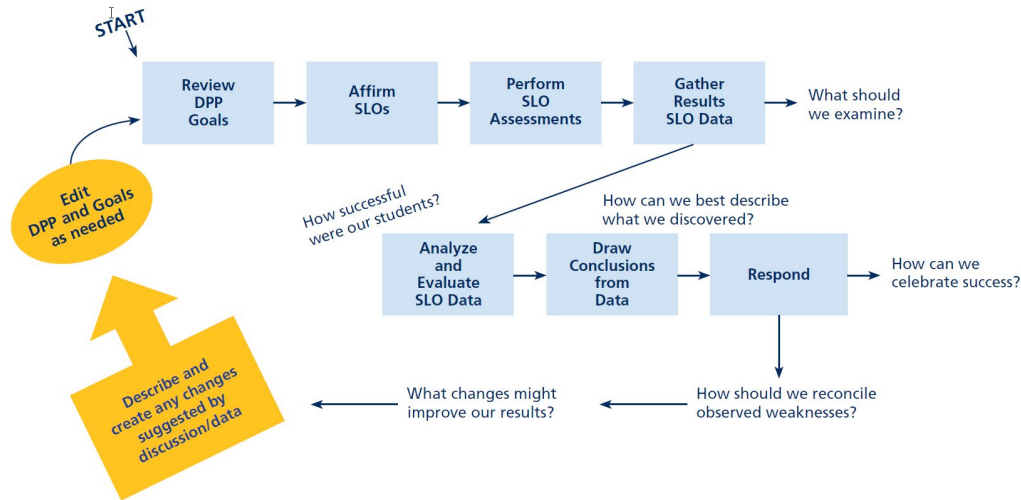 START
Review
DPP
Goals
Affirm
SLOs
Perform
SLO
Assessments
Gather
Results
SLO Data
What should
we examine?
Edit
DPP and Goals
as needed
How successful
were our students?
How can we best describe
what we discovered?
Analyze
and
Evaluate
SLO Data
Draw
Conclusions
from
Data
Respond
How can we
celebrate success?
How should we reconcile
observed weaknesses?
What changes might
improve our results?
Describe and
create any changes
suggested by
discussion/data